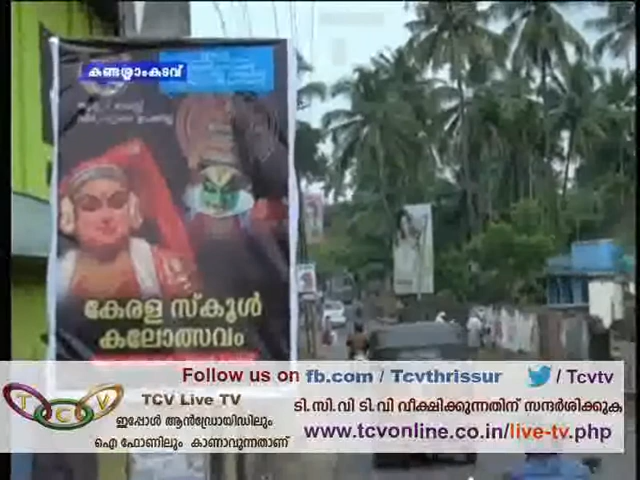 കണ്ടശ്ശാംകടവ്
കേരള സ്കൂൾ
കലോത്സവം
Follow us on fb.com / Tcvthrissur / Tcvtv
TCV
TCV Live TV
ഇപ്പോൾ ആൻഡ്രോയിഡിലും
ഐ ഫോണിലും കാണാവുന്നതാണ്
ടി.സി.വി ടി.വി വീക്ഷിക്കുന്നതിന് സന്ദർശിക്കുക
www.tcvonline.co.in/live-tv.php